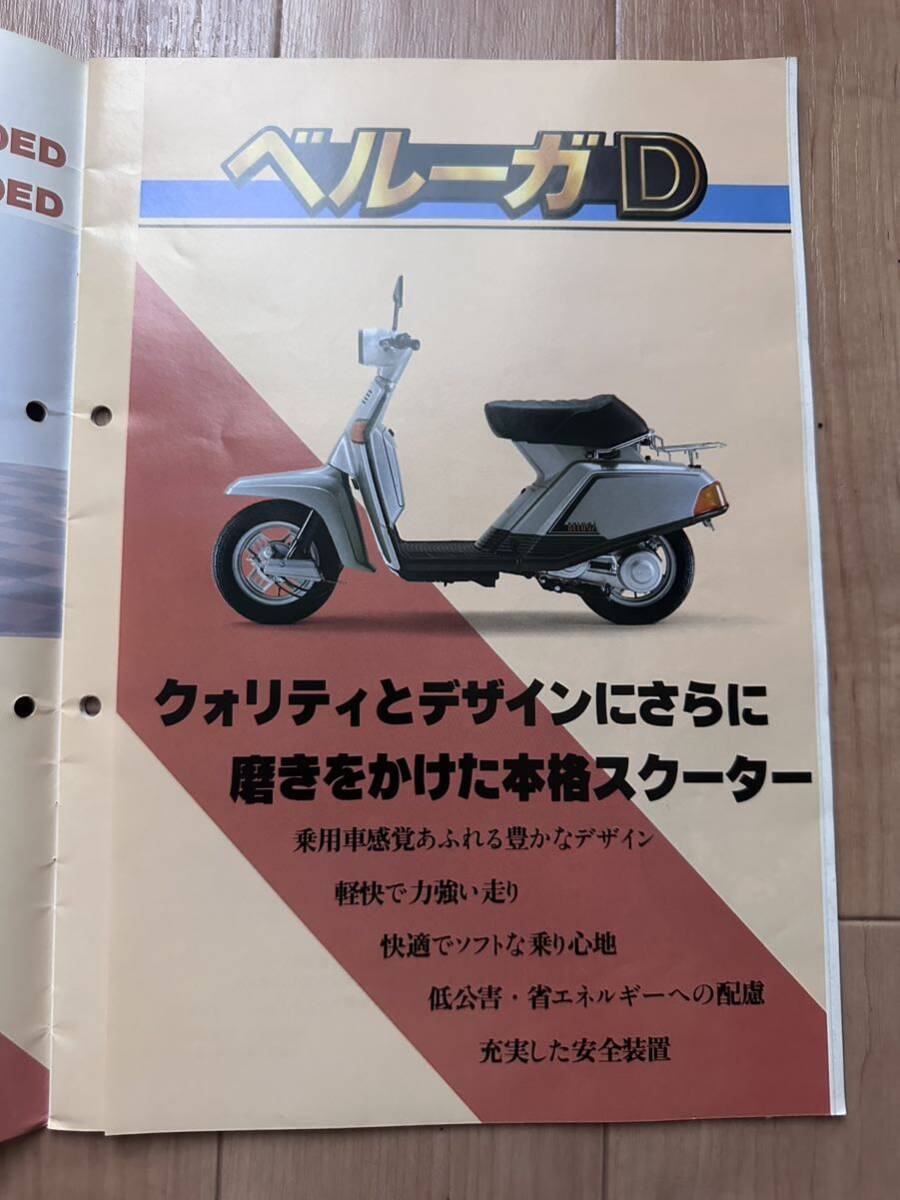 DED
DED
ベルーガD
クォリティとデザインにさらに
磨きをかけた本格スクーター
乗用車感覚あふれる豊かなデザイン
軽快で力強い走り
快適でソフトな乗り心地
低公害・省エネルギーへの配慮
充実した安全装置